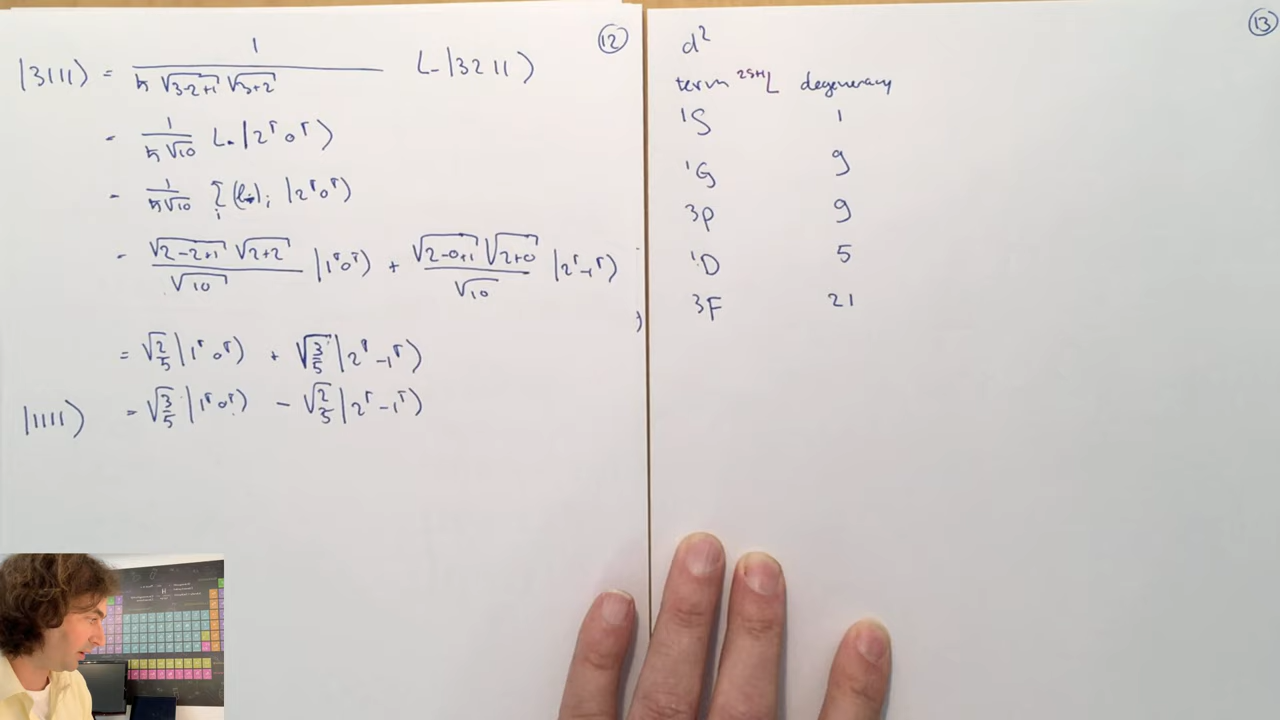 ⑫
|3111⟩ = 1 / (ħ √(3-2+1) √(3+2)) L₋ |3211⟩
= 1/(ħ√10) L₋ |2↑ 0↑⟩
= 1/(ħ√10) Σᵢ (l₋)ᵢ |2↑ 0↑⟩
= (√(2-2+1) √(2+2))/√10 |1↑ 0↑⟩ + (√(2-0+1) √(2+0))/√10 |2↑ -1↑⟩
= √(2/5) |1↑ 0↑⟩ + √(3/5) |2↑ -1↑⟩
|1111⟩ = √(3/5) |1↑ 0↑⟩ - √(2/5) |2↑ -1↑⟩
⑬
d²
term ²ˢ⁺¹L degeneracy
¹S 1
¹G 9
³P 9
¹D 5
³F 21